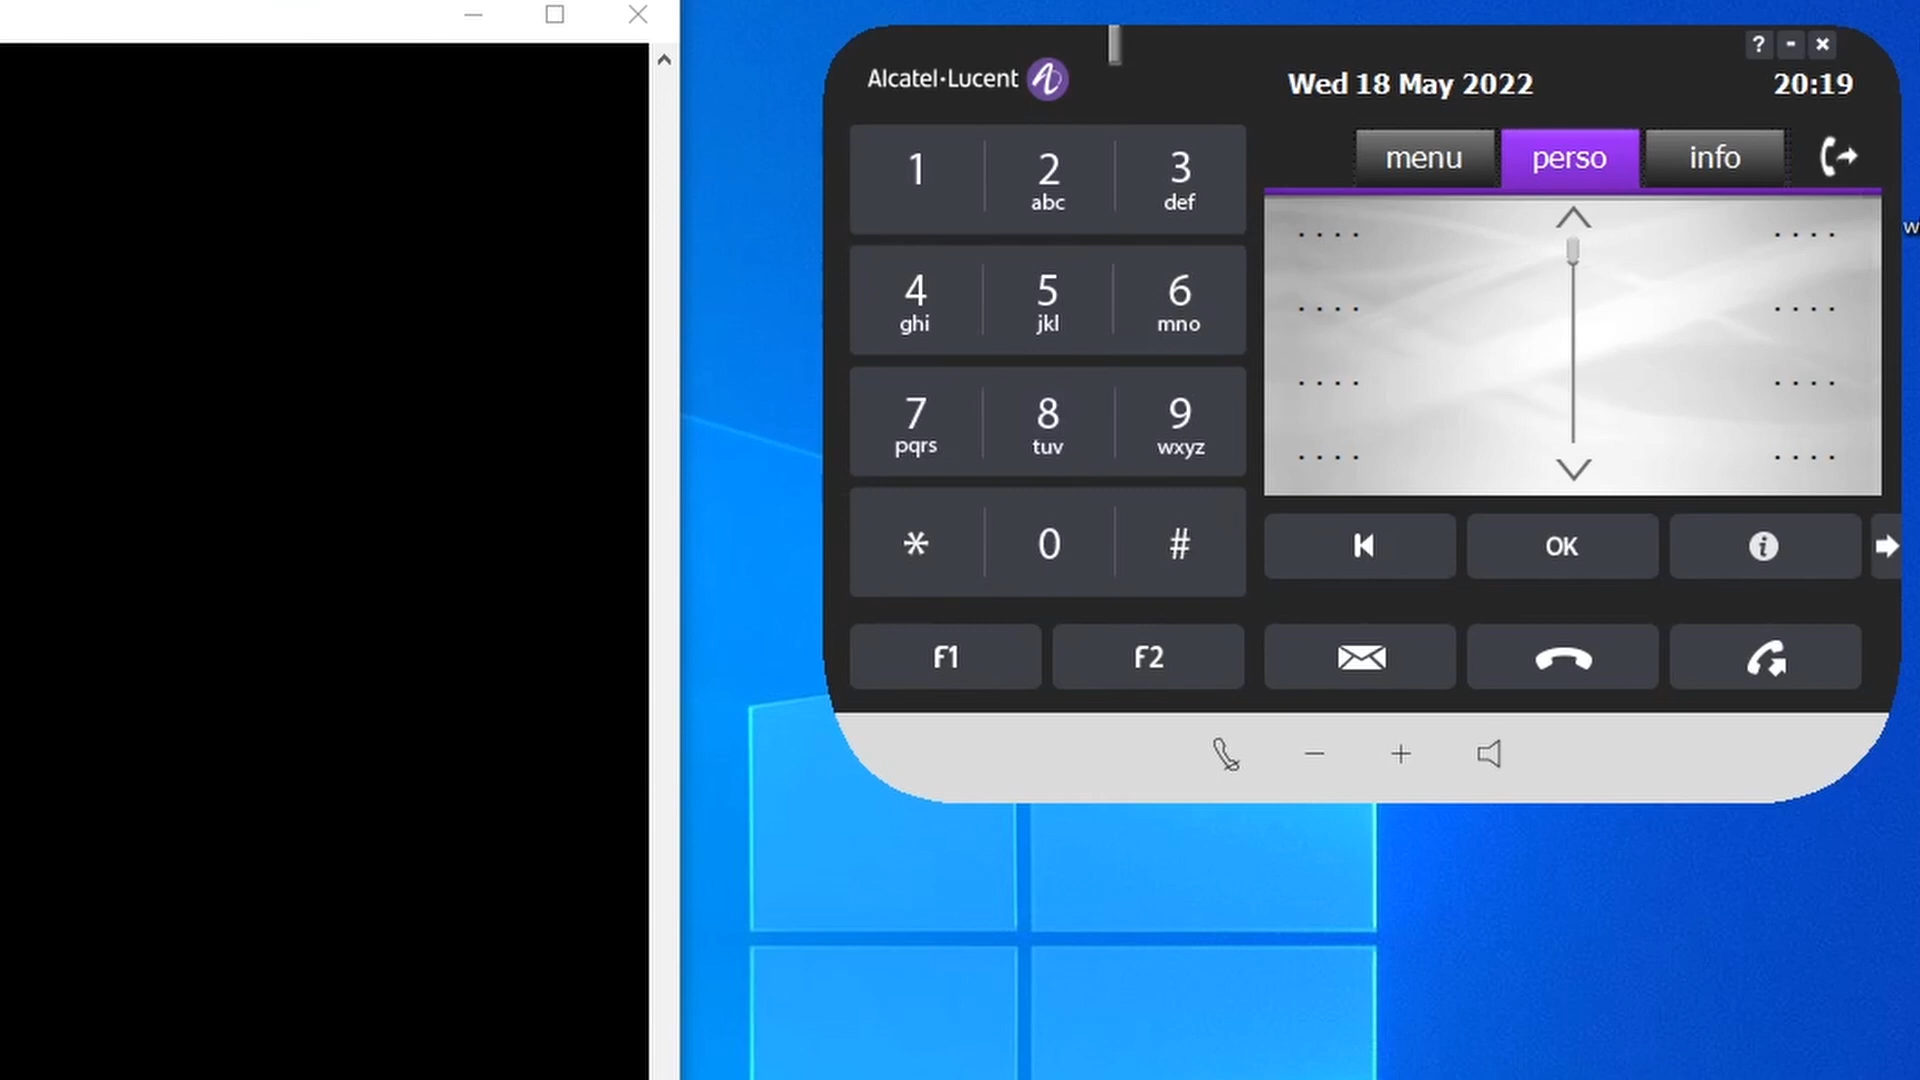 ? - ×
Alcatel·Lucent
Wed 18 May 2022 20:19
menu perso info
1 2 3
abc def
.... ....
4 5 6
ghi jkl mno
.... ....
7 8 9
pqrs tuv wxyz
.... ....
* 0 #
.... ....
OK i
F1 F2
− +
w